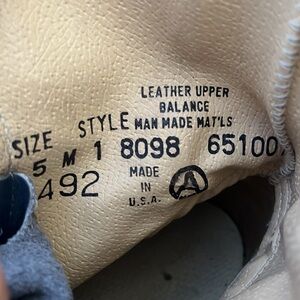 LEATHER UPPER
BALANCE
SIZE STYLE MAN MADE MAT'LS
5 M 1 8098 65100
492 MADE
IN
U.S.A.